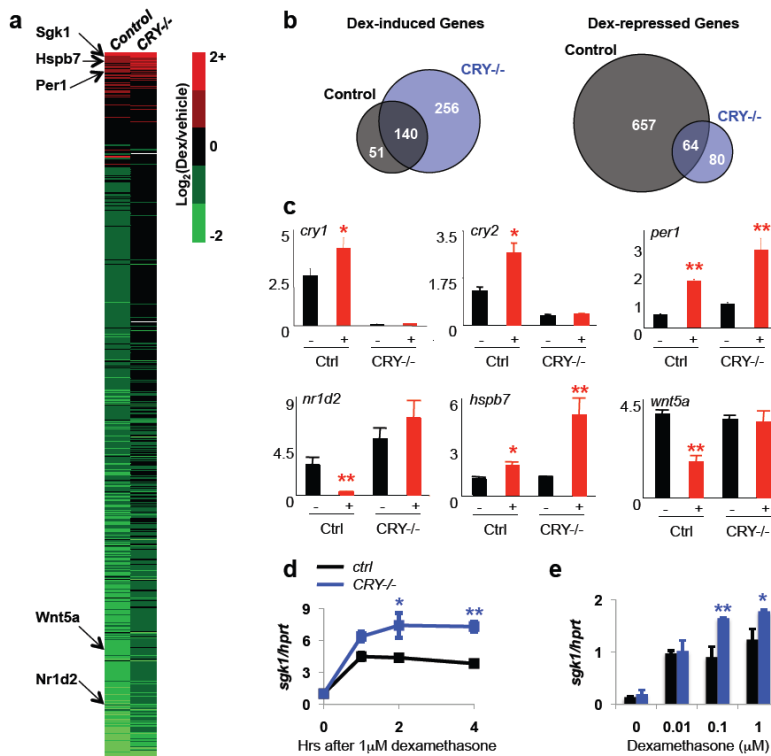 a
Control
CRY-/-
Sgk1
Hspb7
Per1
Wnt5a
Nr1d2
2+
0
-2
Log2(Dex/vehicle)
b
Dex-induced Genes
Control
CRY-/-
51
140
256
Dex-repressed Genes
Control
CRY-/-
657
64
80
c
cry1
5
2.5
0
*
- + - +
Ctrl CRY-/-
cry2
3.5
1.75
0
*
- + - +
Ctrl CRY-/-
per1
3
2
1
0
** **
- + - +
Ctrl CRY-/-
nr1d2
9
4.5
0
**
- + - +
Ctrl CRY-/-
hspb7
6
3
0
* **
- + - +
Ctrl CRY-/-
wnt5a
4.5
0
**
- + - +
Ctrl CRY-/-
d
ctrl
CRY-/-
sgk1/hprt
9
6
3
0
* **
0 2 4
Hrs after 1µM dexamethasone
e
sgk1/hprt
2
1
0
** *
0 0.01 0.1 1
Dexamethasone (µM)